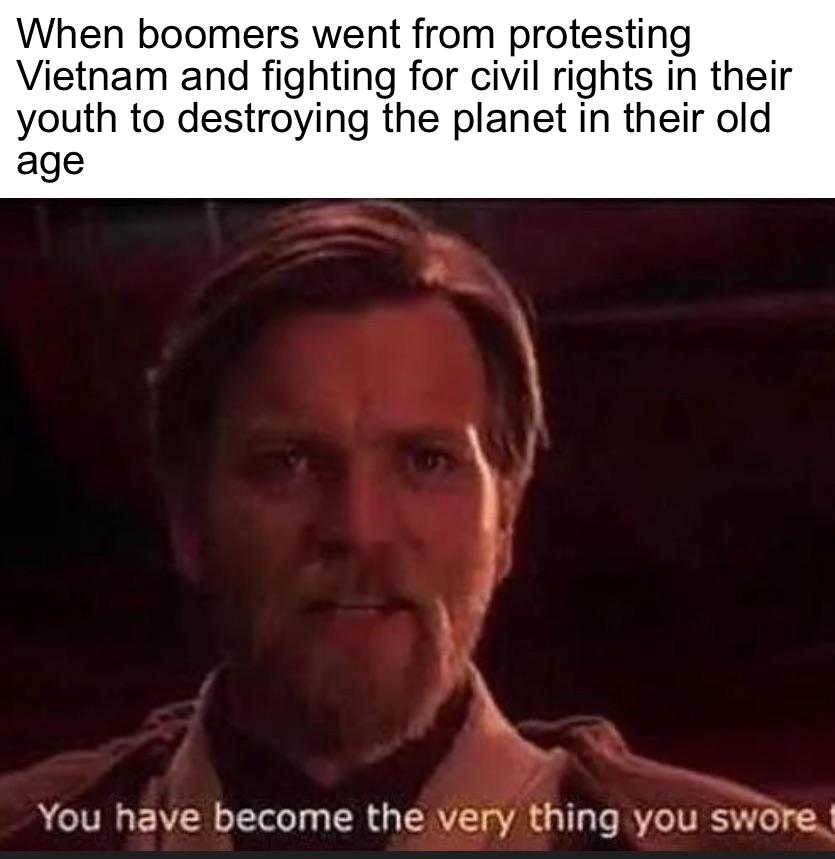 When boomers went from protesting
Vietnam and fighting for civil rights in their
youth to destroying the planet in their old
age
You have become the very thing you swore